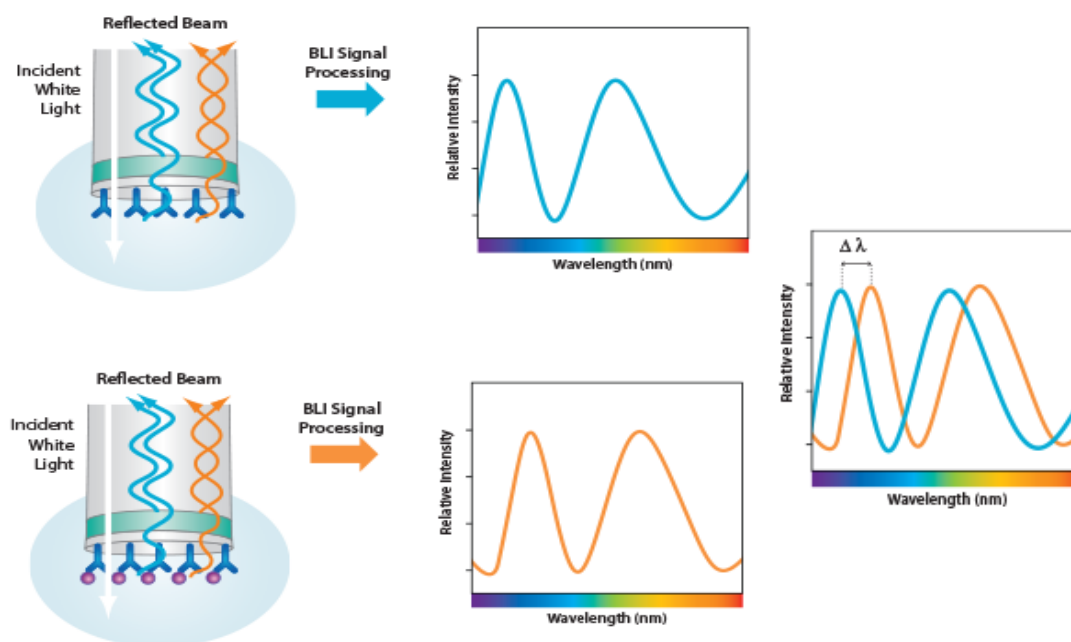 Reflected Beam
Incident
White
Light
BLI Signal
Processing
Relative Intensity
Wavelength (nm)
Δ λ
Relative Intensity
Wavelength (nm)
Reflected Beam
Incident
White
Light
BLI Signal
Processing
Relative Intensity
Wavelength (nm)